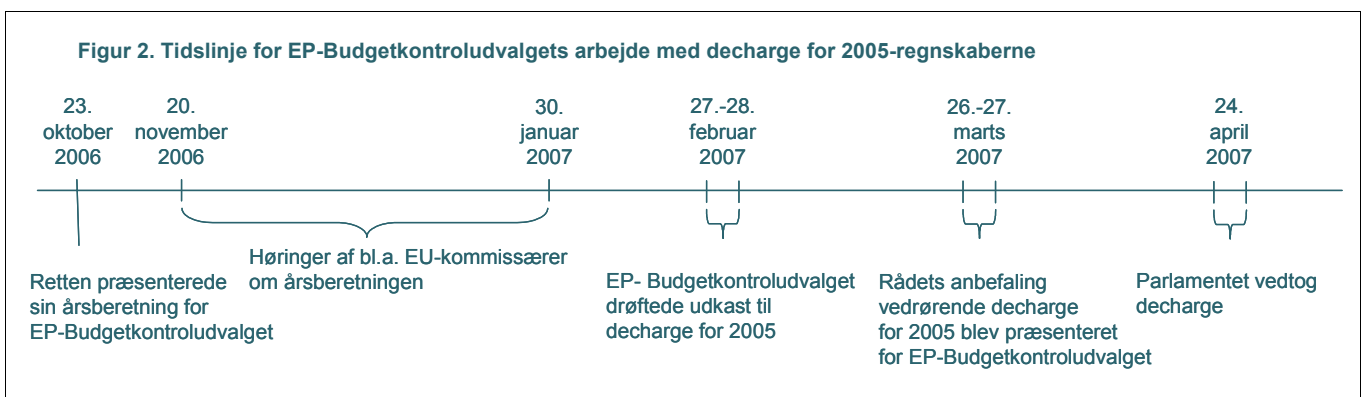 Figur 2. Tidslinje for EP-Budgetkontroludvalgets arbejde med decharge for 2005-regnskaberne
23.
oktober
2006
20.
november
2006
30.
januar
2007
27.-28.
februar
2007
26.-27.
marts
2007
24.
april
2007
Retten præsenterede
sin årsberetning for
EP-Budgetkontroludvalget
Høringer af bl.a. EU-kommissærer
om årsberetningen
EP- Budgetkontroludvalget
drøftede udkast til
decharge for 2005
Rådets anbefaling
vedrørende decharge
for 2005 blev præsenteret
for EP-Budgetkontroludvalget
Parlamentet vedtog
decharge